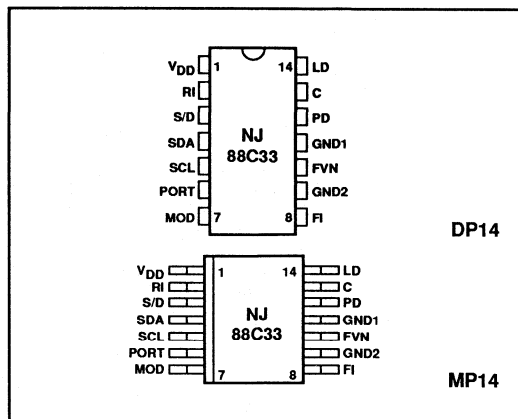 VDD 1 14 LD
RI C
S/D PD
SDA NJ GND1
SCL 88C33 FVN
PORT GND2
MOD 7 8 FI
DP14
VDD 1 14 LD
RI C
S/D PD
SDA NJ GND1
SCL 88C33 FVN
PORT GND2
MOD 7 8 FI
MP14